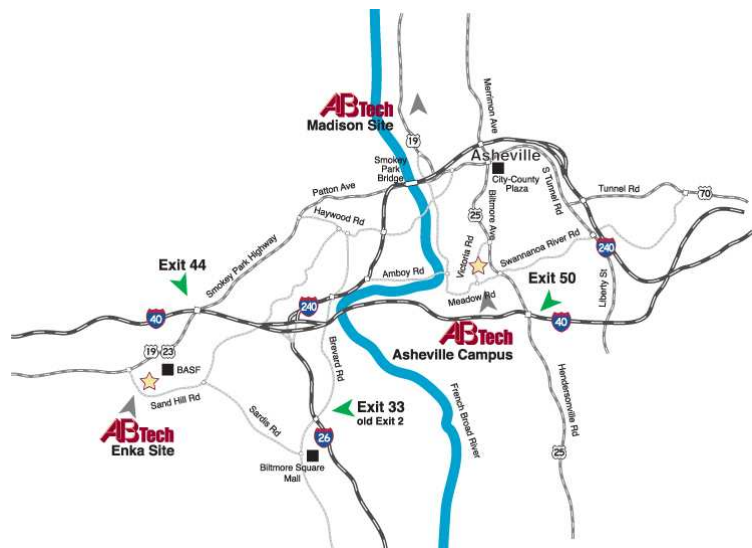 AB Tech
Madison Site
19
Merrimon Ave
Asheville
City-County
Plaza
Smokey
Park
Bridge
Patton Ave
Haywood Rd
S Tunnel Rd
Tunnel Rd
70
25
Biltmore Ave
Victoria Rd
Swannanoa River Rd
240
Exit 44
Smokey Park Highway
Amboy Rd
Meadow Rd
Exit 50
Liberty St
40
240
40
AB Tech
Asheville Campus
19
23
BASF
Brevard Rd
Sand Hill Rd
Sardis Rd
Exit 33
old Exit 2
French Broad
River
Hendersonville Rd
AB Tech
Enka Site
26
25
Biltmore Square
Mall